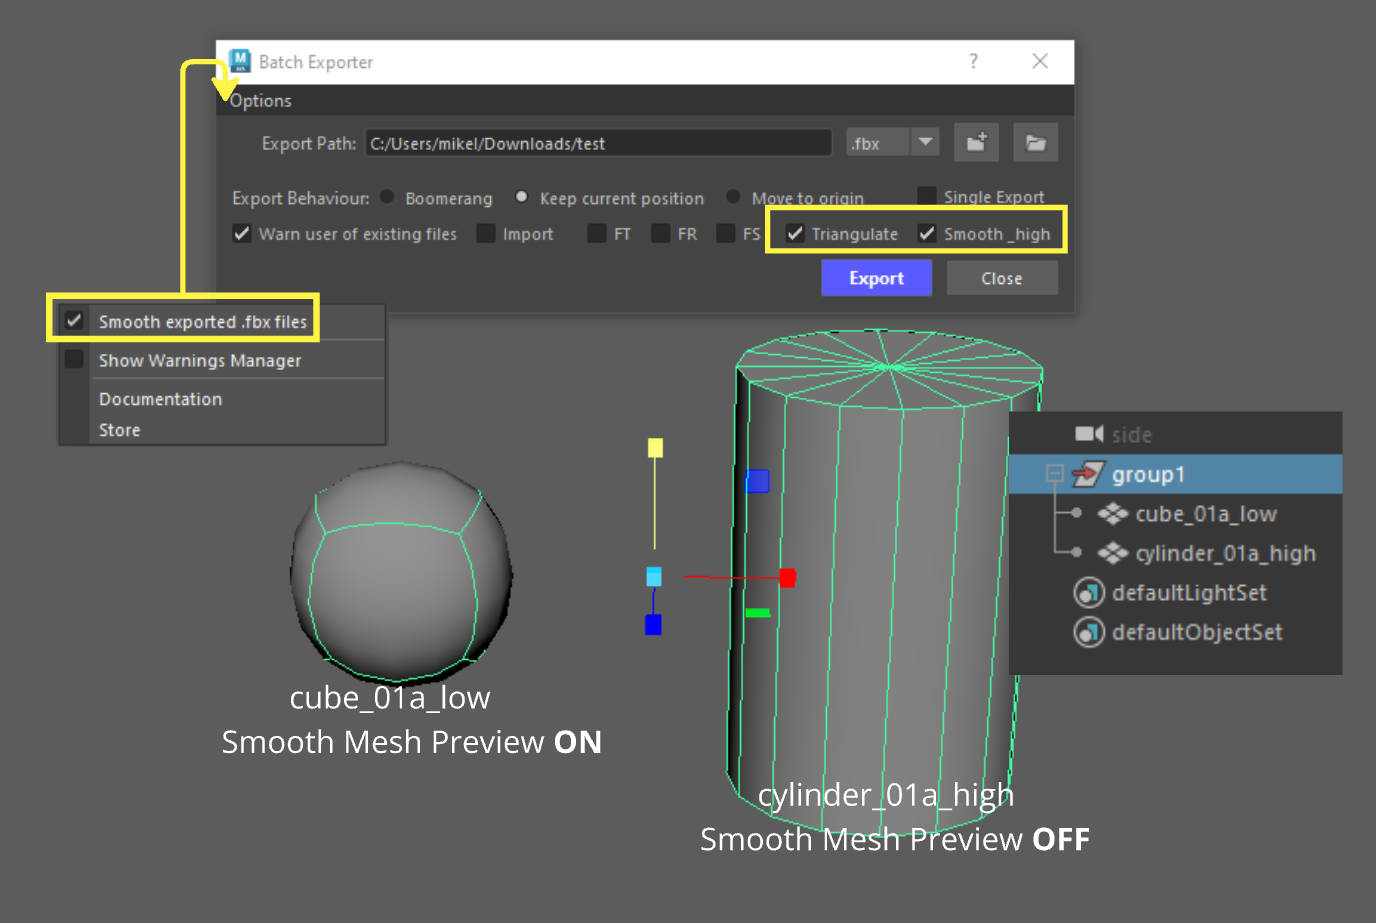 Batch Exporter
?
Options
Export Path: C:/Users/mikel/Downloads/test .fbx
Export Behaviour: Boomerang Keep current position Move to origin Single Export
Warn user of existing files Import FT FR FS Triangulate Smooth _high
Export Close
Smooth exported .fbx files
Show Warnings Manager
Documentation
Store
side
group1
cube_01a_low
cylinder_01a_high
defaultLightSet
defaultObjectSet
cube_01a_low
Smooth Mesh Preview ON
cylinder_01a_high
Smooth Mesh Preview OFF